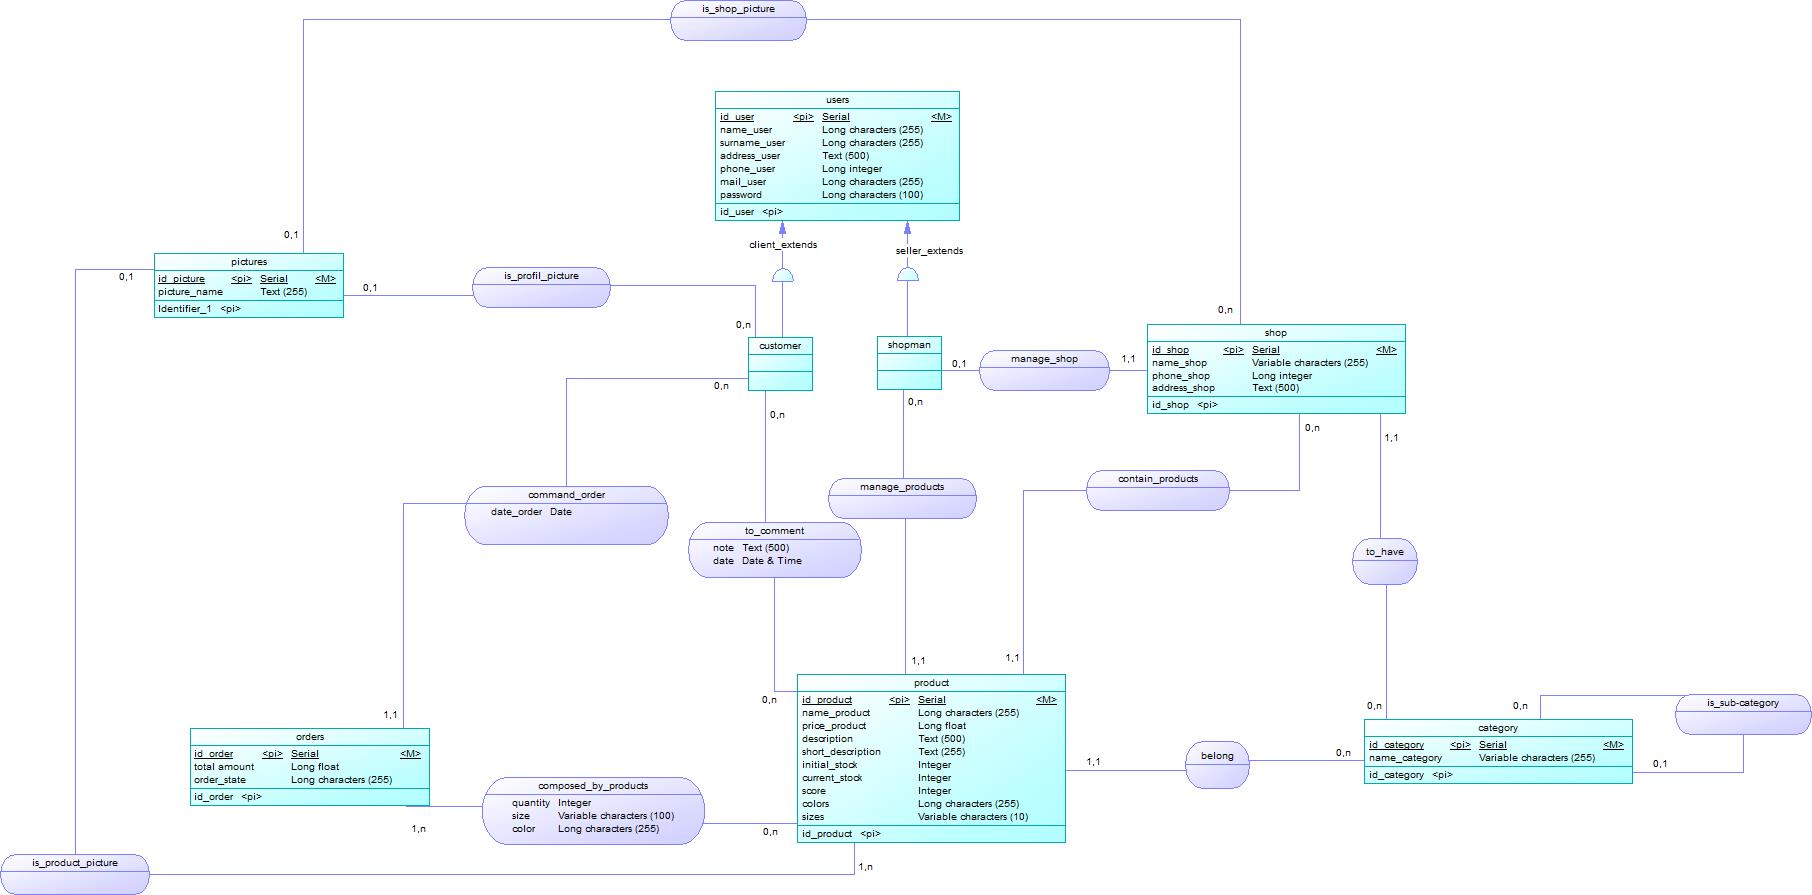 is_shop_picture
users
id_user <pi> Serial <M>
name_user Long characters (255)
surname_user Long characters (255)
address_user Text (500)
phone_user Long integer
mail_user Long characters (255)
password Long characters (100)
id_user <pi>
client_extends
seller_extends
0,1
pictures
id_picture <pi> Serial <M>
picture_name Text (255)
Identifier_1 <pi>
0,1
0,1
is_profil_picture
0,n
customer
0,n
0,n
shopman
0,n
0,1
manage_shop
1,1
0,n
shop
id_shop <pi> Serial <M>
name_shop Variable characters (255)
phone_shop Long integer
address_shop Text (500)
id_shop <pi>
0,n
1,1
contain_products
manage_products
command_order
date_order Date
to_comment
note Text (500)
date Date & Time
to_have
1,1
1,1
0,n
1,1
product
id_product <pi> Serial <M>
name_product Long characters (255)
price_product Long float
description Text (500)
short_description Text (255)
initial_stock Integer
current_stock Integer
score Integer
colors Long characters (255)
sizes Variable characters (10)
id_product <pi>
orders
id_order <pi> Serial <M>
total amount Long float
order_state Long characters (255)
id_order <pi>
1,n
composed_by_products
quantity Integer
size Variable characters (100)
color Long characters (255)
0,n
1,1
belong
0,n
0,n
0,n
is_sub-category
0,1
category
id_category <pi> Serial <M>
name_category Variable characters (255)
id_category <pi>
is_product_picture
1,n